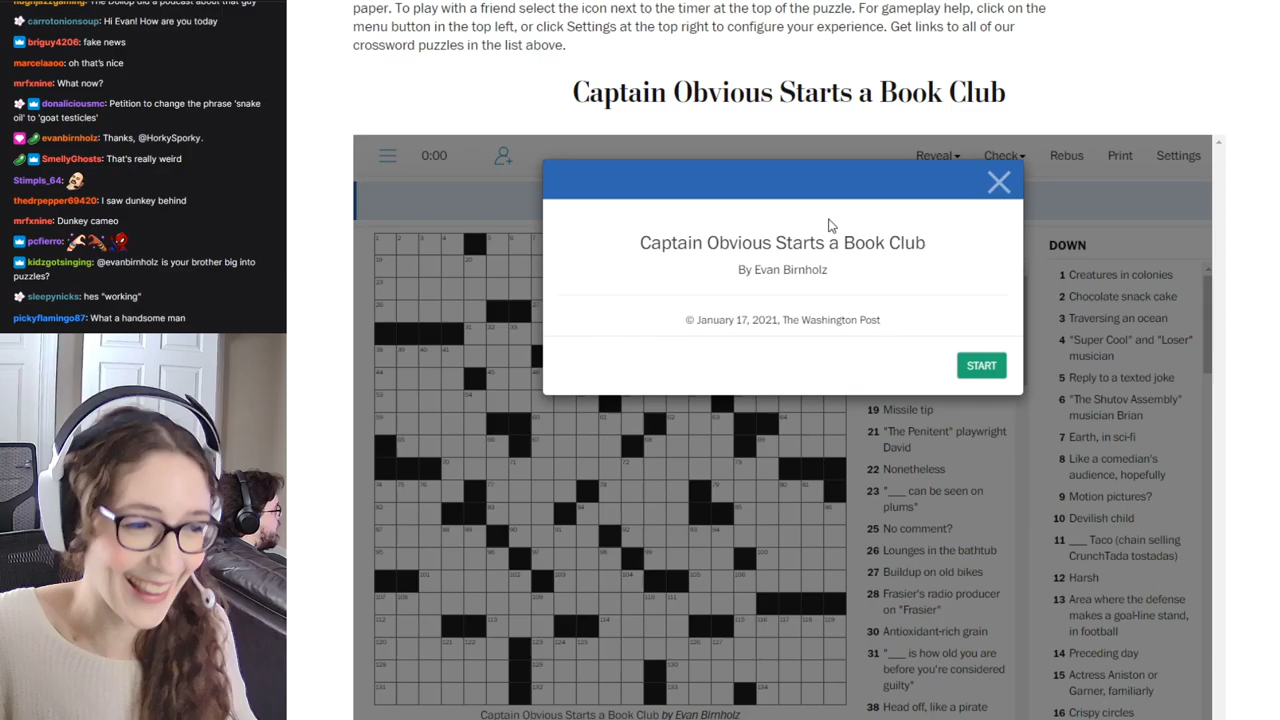 hughjazzgaming: The Dollop did a podcast about that guy
carrotonionsoup: Hi Evan! How are you today
briguy4206: fake news
marcelaaoo: oh that's nice
mrfxnine: What now?
donaliciousmc: Petition to change the phrase 'snake
oil' to 'goat testicles'
evanbirnholz: Thanks, @HorkySporky.
SmellyGhosts: That's really weird
Stimpls_64:
thedrpepper69420: I saw dunkey behind
mrfxnine: Dunkey cameo
pcfierro:
kidzgotsinging: @evanbirnholz is your brother big into
puzzles?
sleepynicks: hes "working"
pickyflamingo87: What a handsome man
paper. To play with a friend select the icon next to the timer at the top of the puzzle. For gameplay help, click on the
menu button in the top left, or click Settings at the top right to configure your experience. Get links to all of our
crossword puzzles in the list above.
Captain Obvious Starts a Book Club
0:00
Reveal
Check
Rebus
Print
Settings
Captain Obvious Starts a Book Club
By Evan Birnholz
© January 17, 2021, The Washington Post
START
19 Missile tip
21 "The Penitent" playwright
David
22 Nonetheless
23 "___ can be seen on
plums"
25 No comment?
26 Lounges in the bathtub
27 Buildup on old bikes
28 Frasier's radio producer
on "Frasier"
30 Antioxidant-rich grain
31 "___ is how old you are
before you're considered
guilty"
38 Head off, like a pirate
DOWN
1 Creatures in colonies
2 Chocolate snack cake
3 Traversing an ocean
4 "Super Cool" and "Loser"
musician
5 Reply to a texted joke
6 "The Shutov Assembly"
musician Brian
7 Earth, in sci-fi
8 Like a comedian's
audience, hopefully
9 Motion pictures?
10 Devilish child
11 ___ Taco (chain selling
CrunchTada tostadas)
12 Harsh
13 Area where the defense
makes a goal-line stand,
in football
14 Preceding day
15 Actress Aniston or
Garner, familiarly
16 Crispy circles
Captain Obvious Starts a Book Club by Evan Birnholz